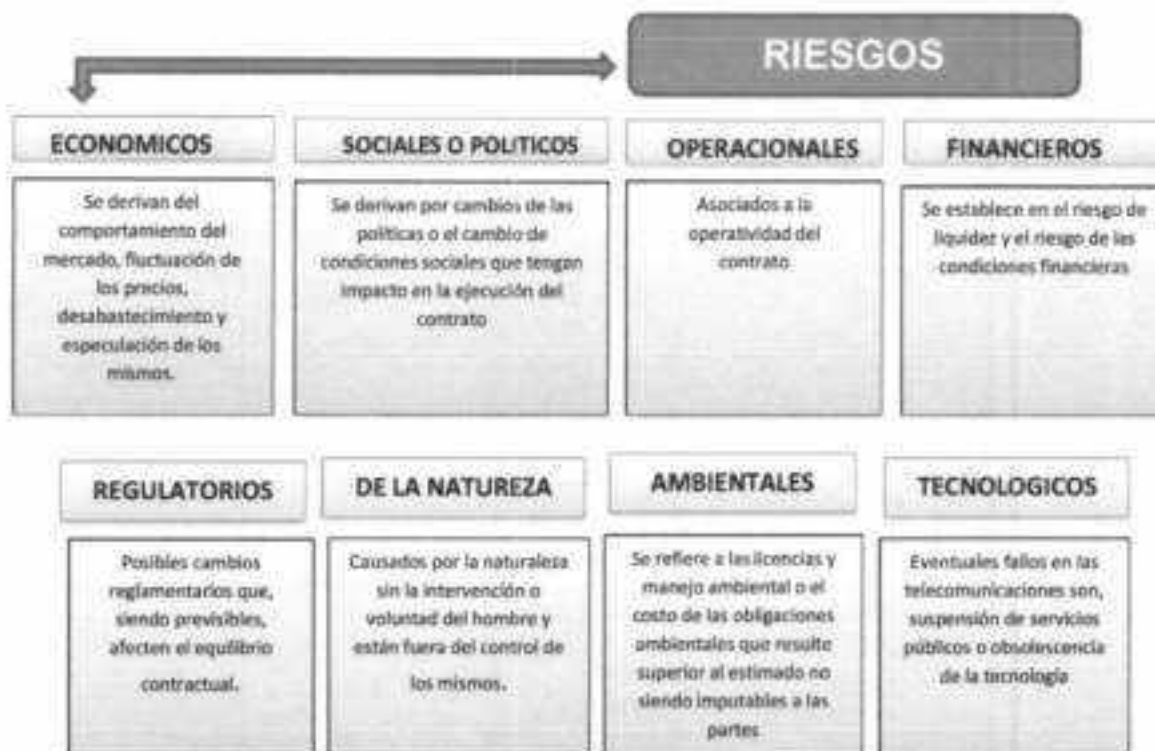 RIESGOS
ECONOMICOS
Se derivan del
comportamiento del
mercado, fluctuación de
los precios,
desabastecimiento y
especulación de los
mismos.
SOCIALES O POLITICOS
Se derivan por cambios de las
políticas o el cambio de
condiciones sociales que tengan
impacto en la ejecución del
contrato
OPERACIONALES
Asociados a la
operatividad del
contrato
FINANCIEROS
Se establece en el riesgo de
liquidez y el riesgo de las
condiciones financieras
REGULATORIOS
Posibles cambios
reglamentarios que,
siendo previsibles,
afecten el equilibrio
contractual.
DE LA NATUREZA
Causados por la naturaleza
sin la intervención o
voluntad del hombre y
están fuera del control de
los mismos.
AMBIENTALES
Se refiere a las licencias y
manejo ambiental o el
costo de las obligaciones
ambientales que resulte
superior al estimado no
siendo imputables a las
partes
TECNOLOGICOS
Eventuales fallos en las
telecomunicaciones son,
suspensión de servicios
públicos o obsolescencia
de la tecnología